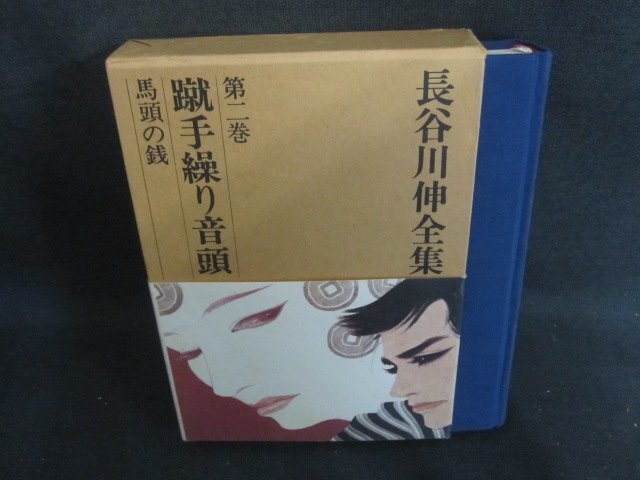 長谷川伸全集
第二巻
蹴手繰り音頭
馬頭の銭